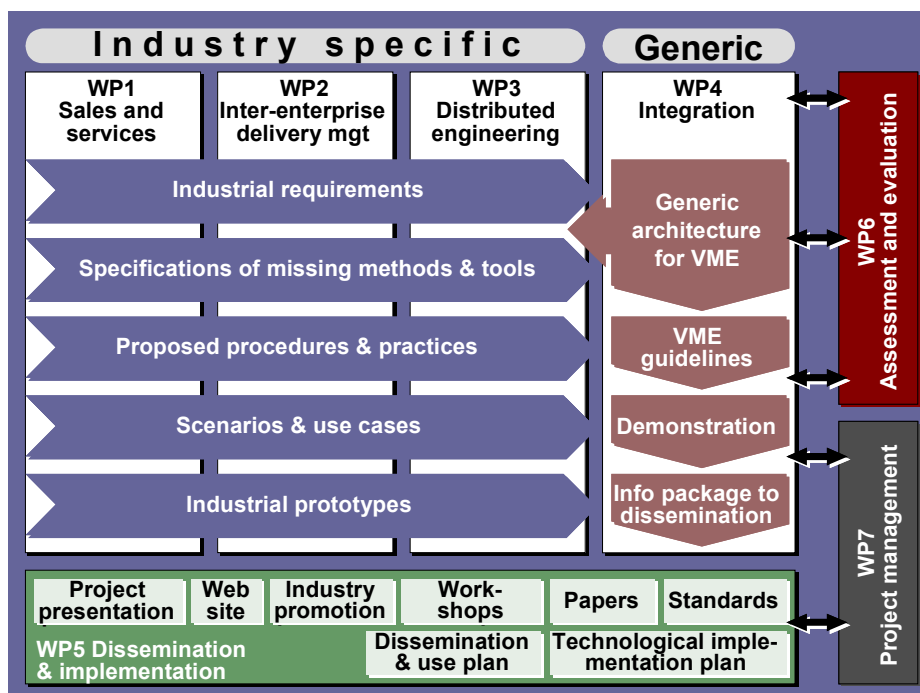 Industry specific
Generic
WP1
Sales and
services
WP2
Inter-enterprise
delivery mgt
WP3
Distributed
engineering
WP4
Integration
Industrial requirements
Specifications of missing methods & tools
Proposed procedures & practices
Scenarios & use cases
Industrial prototypes
Generic
architecture
for VME
VME
guidelines
Demonstration
Info package to
dissemination
WP6
Assessment and evaluation
WP7
Project management
Project
presentation
Web
site
Industry
promotion
Work-
shops
Papers
Standards
WP5 Dissemination
& implementation
Dissemination
& use plan
Technological imple-
mentation plan